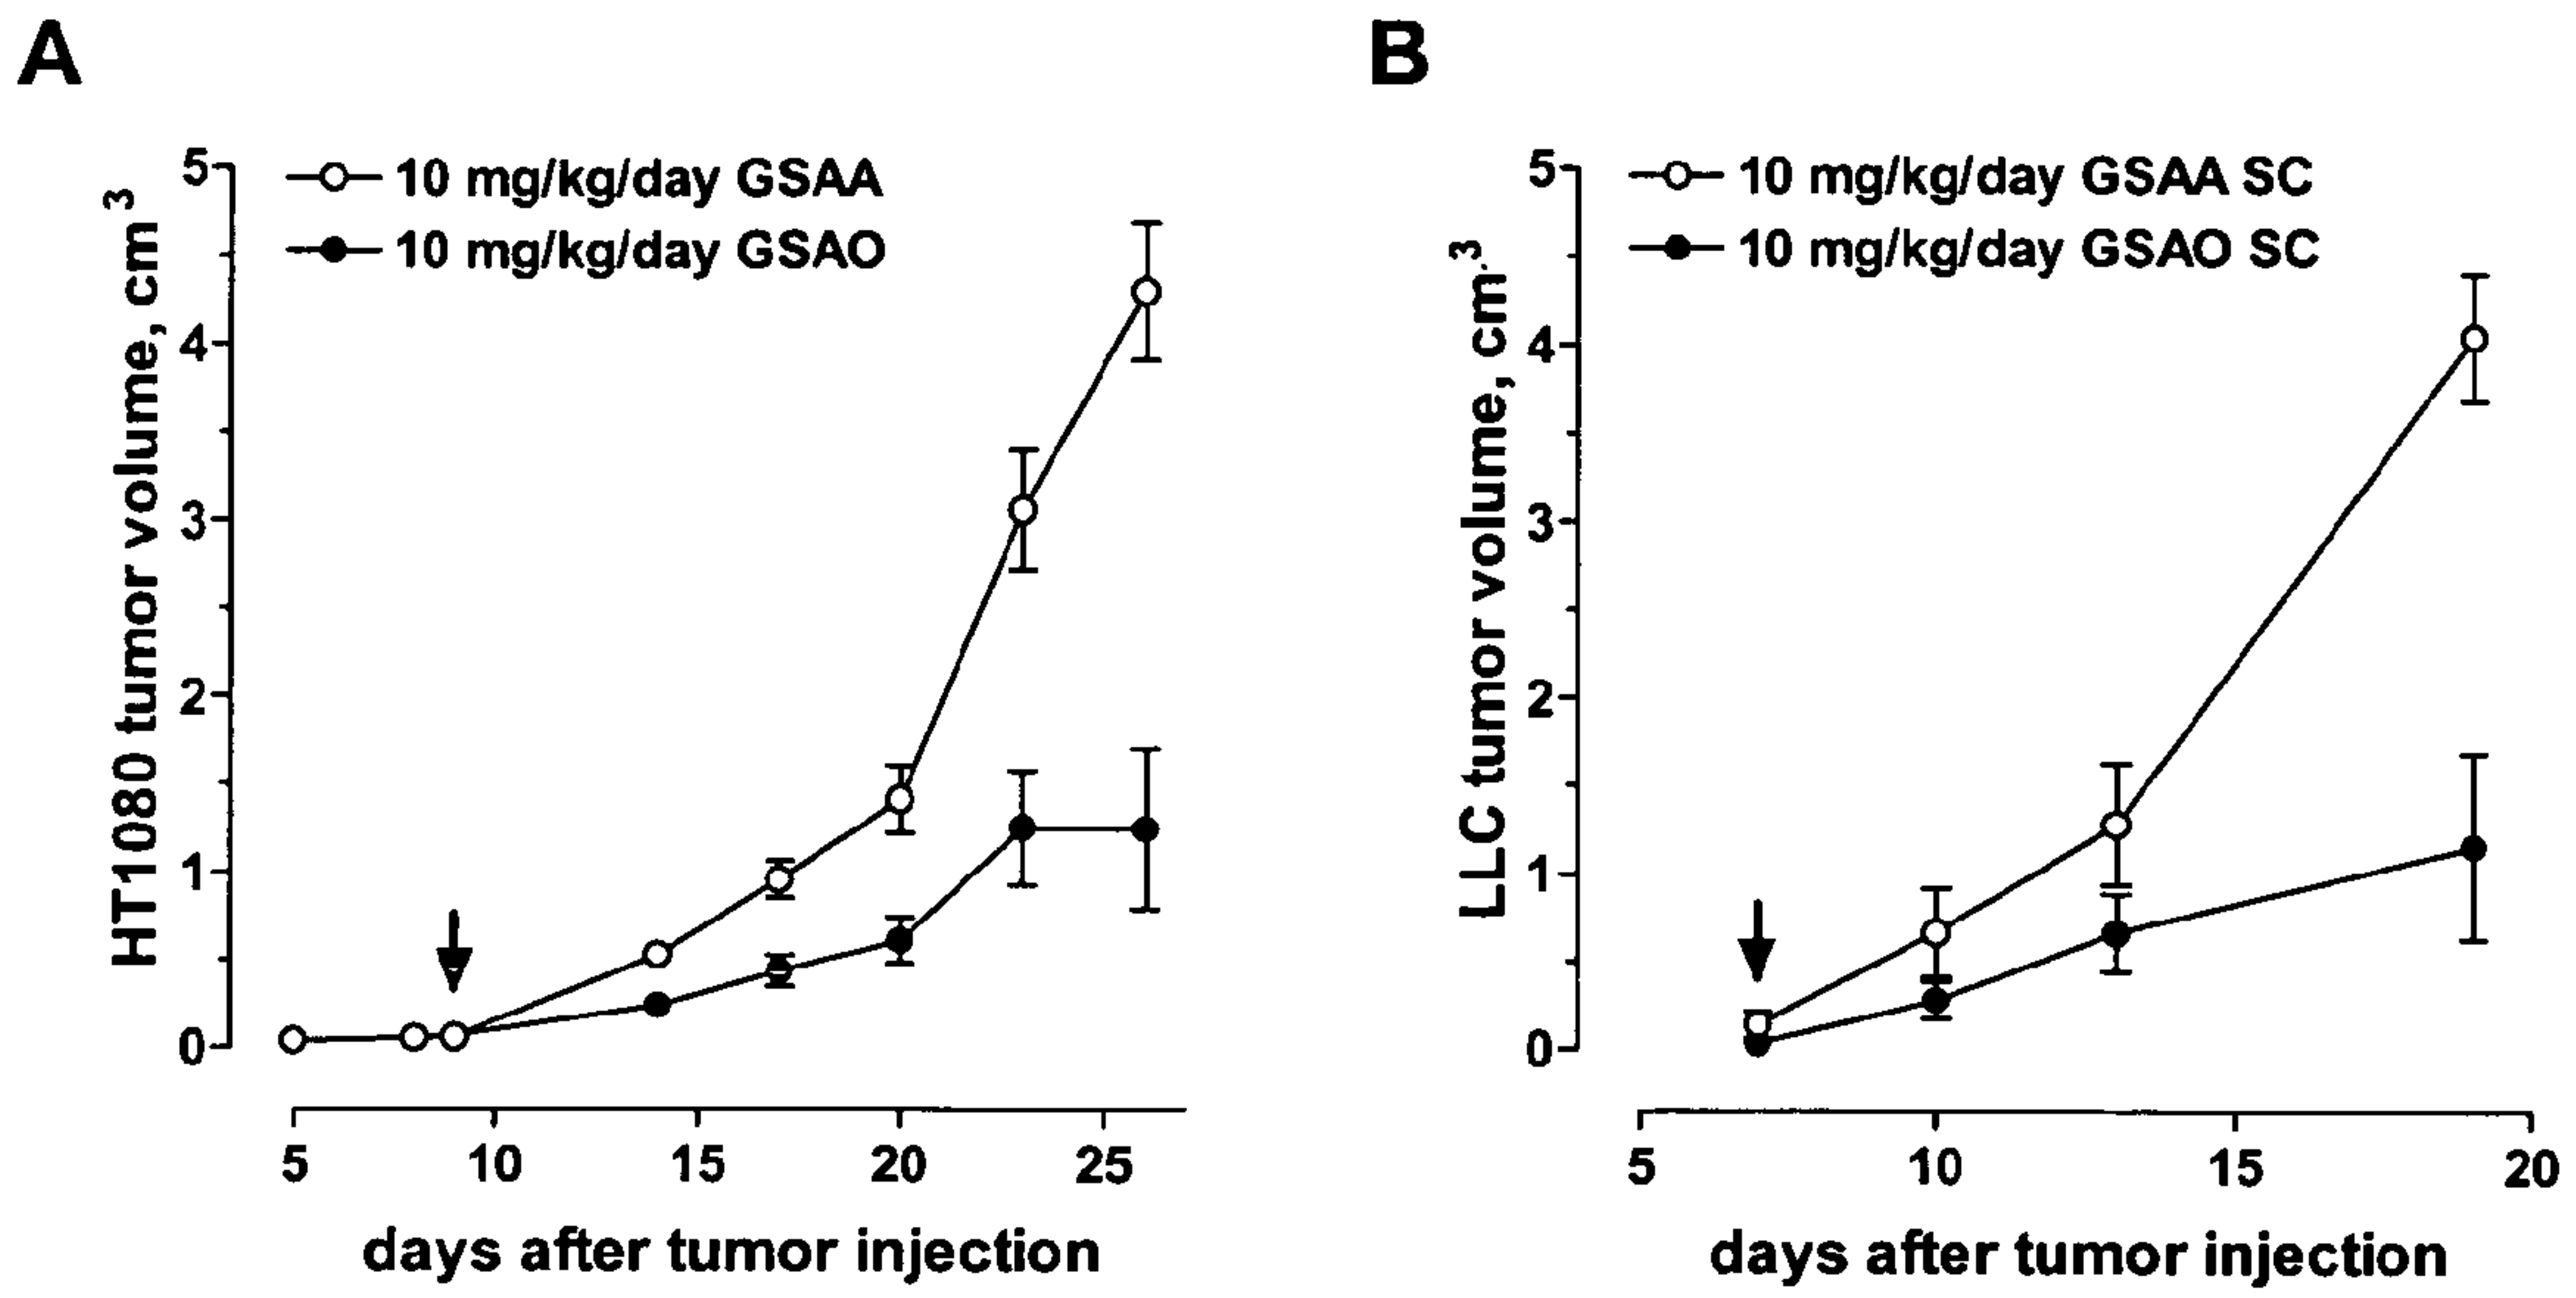 A
5
10 mg/kg/day GSAA
10 mg/kg/day GSAO
4
3
2
1
0
HT1080 tumor volume, cm3
5 10 15 20 25
days after tumor injection
B
5
10 mg/kg/day GSAA SC
10 mg/kg/day GSAO SC
4
3
2
1
0
LLC tumor volume, cm3
5 10 15 20
days after tumor injection